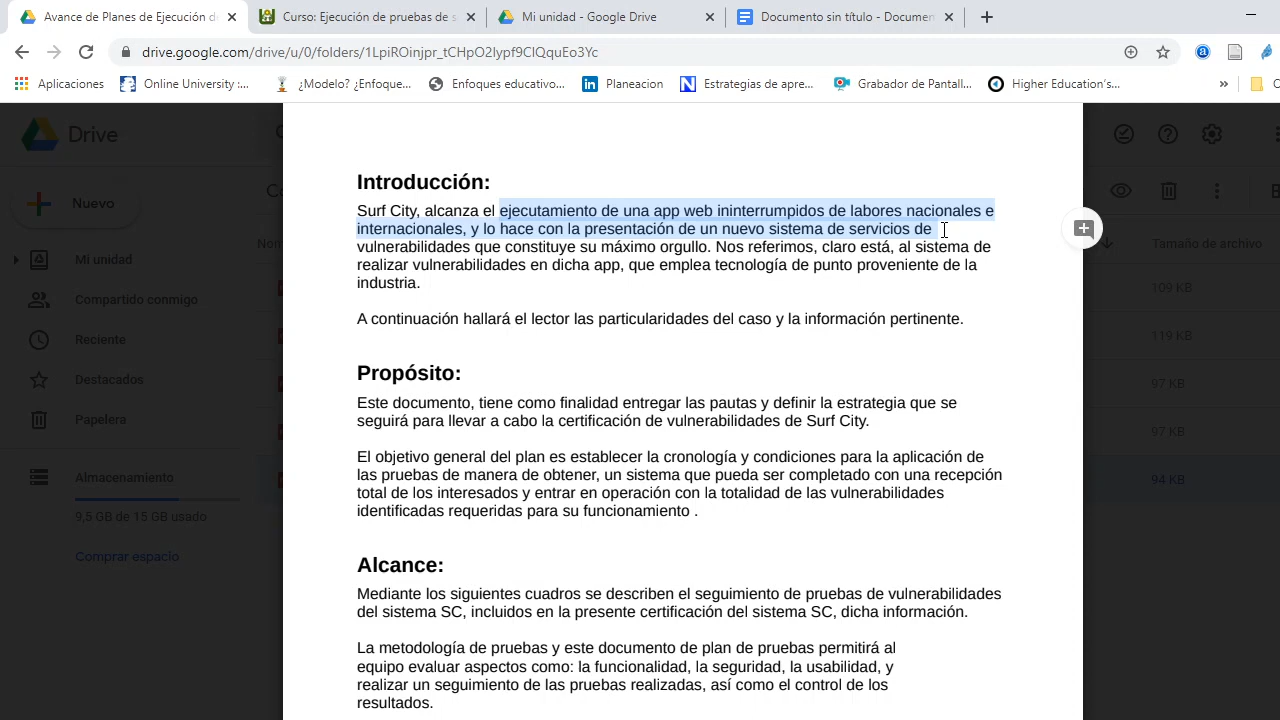 Avance de Planes de Ejecución d
Curso: Ejecución de pruebas de
Mi unidad - Google Drive
Documento sin título - Documen
drive.google.com/drive/u/0/folders/1LpiROinjpr_tCHpO2Iypf9ClQquEo3Yc
Aplicaciones
Online University :...
¿Modelo? ¿Enfoque...
Enfoques educativo...
Planeacion
Estrategias de apre...
Grabador de Pantall...
Higher Education's...
»
Drive
Nuevo
Mi unidad
Compartido conmigo
Reciente
Destacados
Papelera
Almacenamiento
9,5 GB de 15 GB usado
Comprar espacio
Introducción:
Surf City, alcanza el ejecutamiento de una app web ininterrumpidos de labores nacionales e
internacionales, y lo hace con la presentación de un nuevo sistema de servicios de
vulnerabilidades que constituye su máximo orgullo. Nos referimos, claro está, al sistema de
realizar vulnerabilidades en dicha app, que emplea tecnología de punto proveniente de la
industria.
A continuación hallará el lector las particularidades del caso y la información pertinente.
Propósito:
Este documento, tiene como finalidad entregar las pautas y definir la estrategia que se
seguirá para llevar a cabo la certificación de vulnerabilidades de Surf City.
El objetivo general del plan es establecer la cronología y condiciones para la aplicación de
las pruebas de manera de obtener, un sistema que pueda ser completado con una recepción
total de los interesados y entrar en operación con la totalidad de las vulnerabilidades
identificadas requeridas para su funcionamiento .
Alcance:
Mediante los siguientes cuadros se describen el seguimiento de pruebas de vulnerabilidades
del sistema SC, incluidos en la presente certificación del sistema SC, dicha información.
La metodología de pruebas y este documento de plan de pruebas permitirá al
equipo evaluar aspectos como: la funcionalidad, la seguridad, la usabilidad, y
realizar un seguimiento de las pruebas realizadas, así como el control de los
resultados.
Tamaño de archivo
109 KB
119 KB
97 KB
97 KB
94 KB